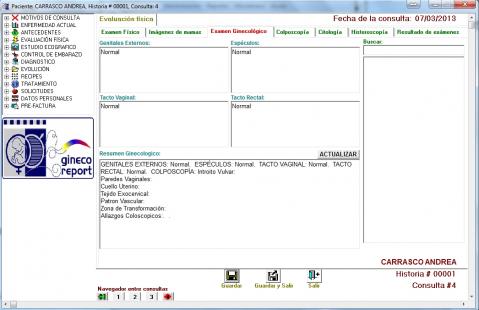 Paciente: CARRASCO ANDREA, Historia # 00001, Consulta: 4
MOTIVOS DE CONSULTA
ENFERMEDAD ACTUAL
ANTECEDENTES
EVALUACIÓN FÍSICA
ESTUDIO ECOGRAFICO
CONTROL DE EMBARAZO
DIAGNOSTICO
EVOLUCIÓN
RECIPES
TRATAMIENTO
SOLICITUDES
DATOS PERSONALES
PRE-FACTURA
gineco
report
Evaluación física
Fecha de la consulta: 07/03/2013
Examen Físico
Imágenes de mamas
Examen Ginecológico
Colposcopia
Citología
Histeroscopia
Resultado de exámenes
Genitales Externos:
Espéculos:
Buscar:
Normal
Normal
Tacto Vaginal:
Tacto Rectal:
Normal
Normal
Resumen Ginecologico:
ACTUALIZAR
GENITALES EXTERNOS: Normal. ESPÉCULOS: Normal. TACTO VAGINAL: Normal. TACTO
RECTAL: Normal. COLPOSCOPÍA: Introito Vulvar:
Paredes Vaginales:
Cuello Uterino:
Tejido Exocervical:
Patron Vascular:
Zona de Transformación:
Allazgos Coloscopicos: .
CARRASCO ANDREA
Historia # 00001
Consulta #4
Guardar
Guardar y Salir
Salir
Navegador entre consultas
1
2
3